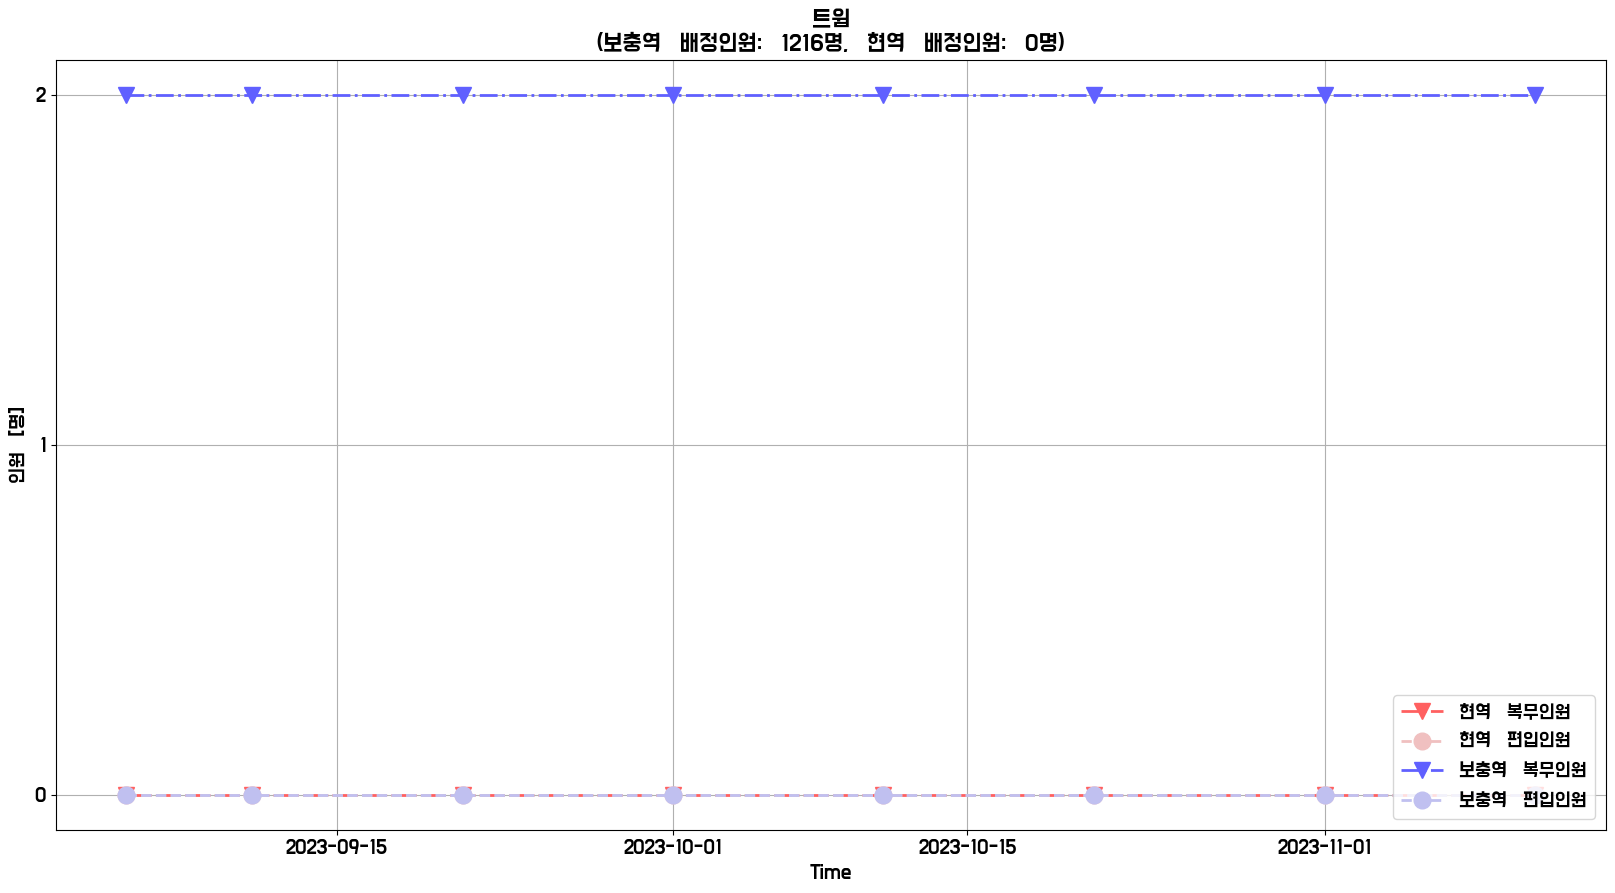 트윕
(보충역 배정인원: 1216명, 현역 배정인원: 0명)
2
1
0
인원 [명]
2023-09-15
2023-10-01
2023-10-15
2023-11-01
Time
현역 복무인원
현역 편입인원
보충역 복무인원
보충역 편입인원